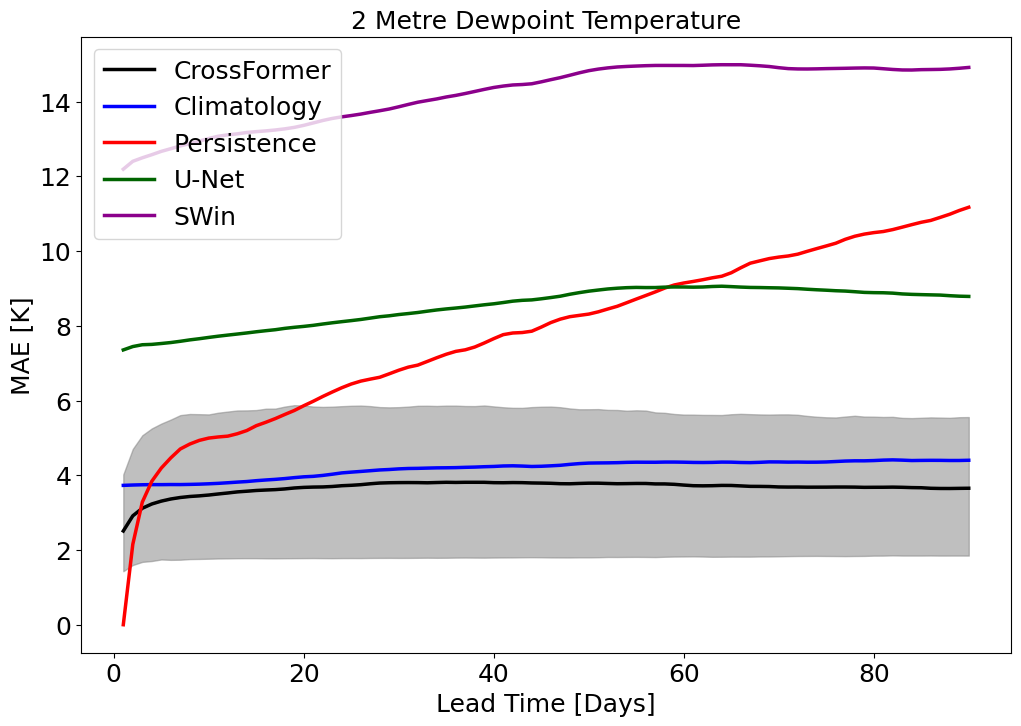 2 Metre Dewpoint Temperature
CrossFormer
Climatology
Persistence
U-Net
SWin
MAE [K]
14
12
10
8
6
4
2
0
0 20 40 60 80
Lead Time [Days]